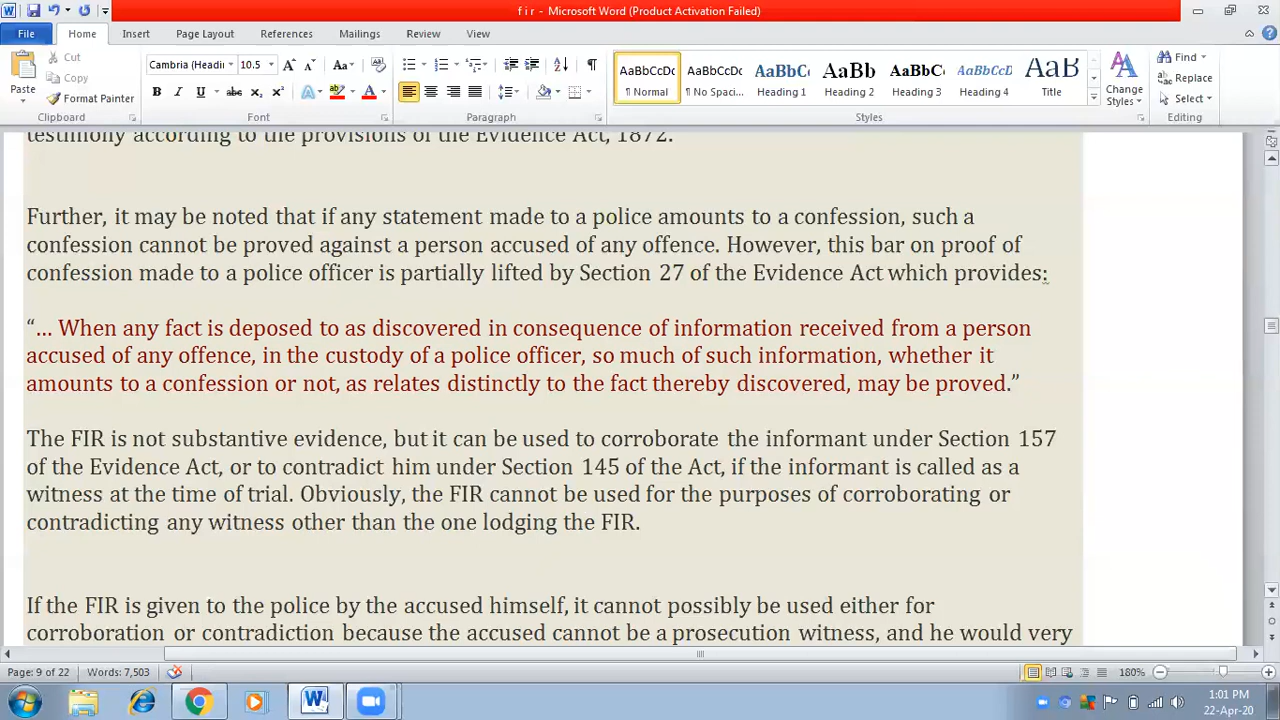 f i r - Microsoft Word (Product Activation Failed)
File Home Insert Page Layout References Mailings Review View
Paste
Cut
Copy
Format Painter
Clipboard
Cambria (Headin 10.5
Font
Paragraph
AaBbCcDc AaBbCcDc AaBbC AaBb AaBbC AaBbCcD AaB
¶ Normal ¶ No Spaci... Heading 1 Heading 2 Heading 3 Heading 4 Title
Change Styles
Styles
Find
Replace
Select
Editing
testimony according to the provisions of the Evidence Act, 1872.
Further, it may be noted that if any statement made to a police amounts to a confession, such a
confession cannot be proved against a person accused of any offence. However, this bar on proof of
confession made to a police officer is partially lifted by Section 27 of the Evidence Act which provides:
“... When any fact is deposed to as discovered in consequence of information received from a person
accused of any offence, in the custody of a police officer, so much of such information, whether it
amounts to a confession or not, as relates distinctly to the fact thereby discovered, may be proved.”
The FIR is not substantive evidence, but it can be used to corroborate the informant under Section 157
of the Evidence Act, or to contradict him under Section 145 of the Act, if the informant is called as a
witness at the time of trial. Obviously, the FIR cannot be used for the purposes of corroborating or
contradicting any witness other than the one lodging the FIR.
If the FIR is given to the police by the accused himself, it cannot possibly be used either for
corroboration or contradiction because the accused cannot be a prosecution witness, and he would very
Page: 9 of 22 Words: 7,503 180%
1:01 PM
22-Apr-20